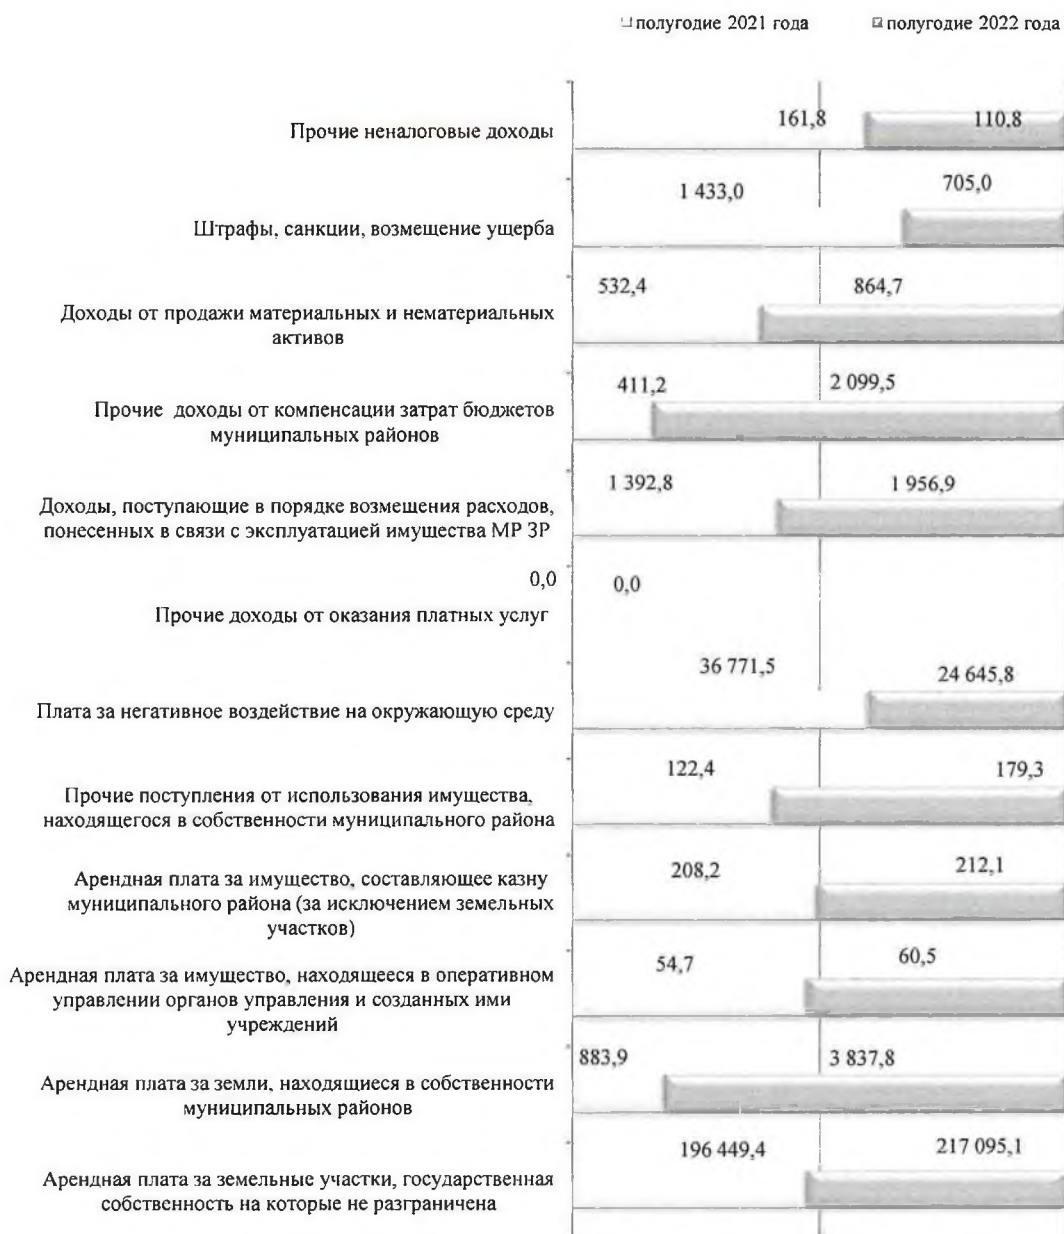 полугодие 2021 года полугодие 2022 года
Прочие неналоговые доходы 161,8 110,8
Штрафы, санкции, возмещение ущерба 1 433,0 705,0
Доходы от продажи материальных и нематериальных
активов
532,4 864,7
Прочие доходы от компенсации затрат бюджетов
муниципальных районов
411,2 2 099,5
Доходы, поступающие в порядке возмещения расходов,
понесенных в связи с эксплуатацией имущества МР ЗР
1 392,8 1 956,9
0,0 0,0
Прочие доходы от оказания платных услуг
36 771,5 24 645,8
Плата за негативное воздействие на окружающую среду
122,4 179,3
Прочие поступления от использования имущества,
находящегося в собственности муниципального района
208,2 212,1
Арендная плата за имущество, составляющее казну
муниципального района (за исключением земельных
участков)
54,7 60,5
Арендная плата за имущество, находящееся в оперативном
управлении органов управления и созданных ими
учреждений
883,9 3 837,8
Арендная плата за земли, находящиеся в собственности
муниципальных районов
196 449,4 217 095,1
Арендная плата за земельные участки, государственная
собственность на которые не разграничена